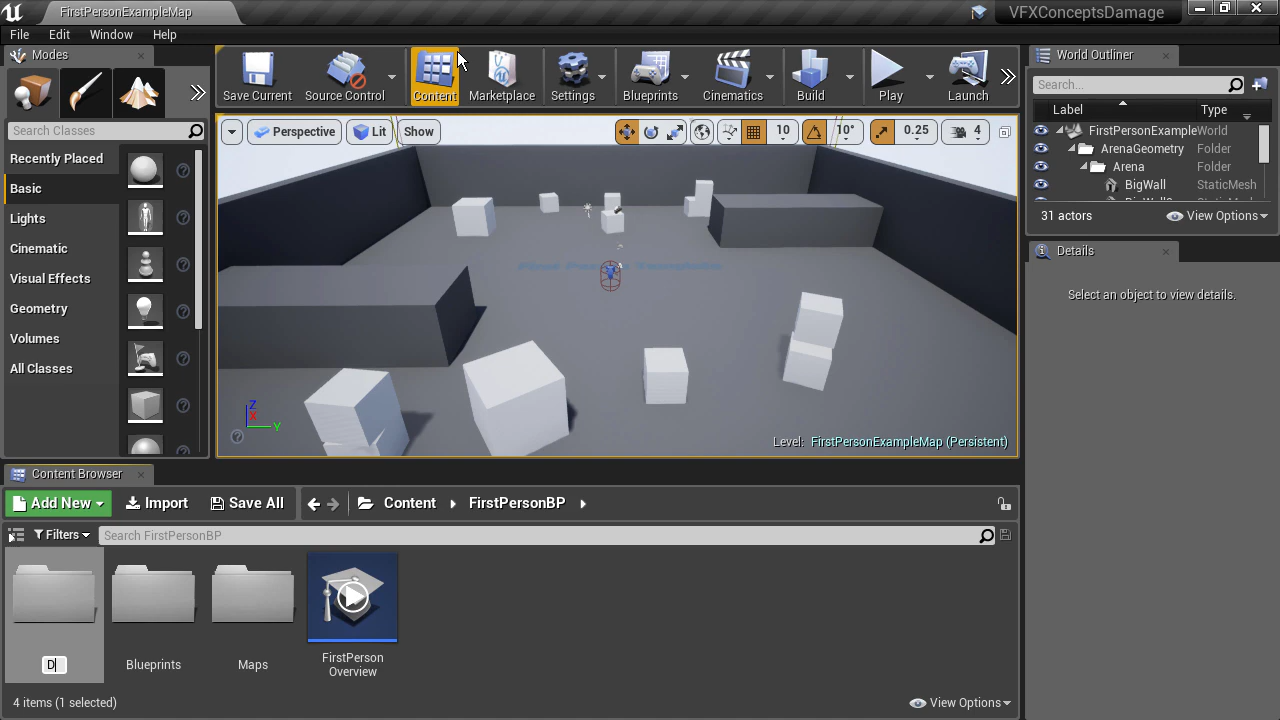 FirstPersonExampleMap
VFXConceptsDamage
File Edit Window Help
Modes
Search Classes
Recently Placed
Basic
Lights
Cinematic
Visual Effects
Geometry
Volumes
All Classes
Save Current Source Control Content Marketplace Settings Blueprints Cinematics Build Play Launch
Perspective Lit Show 10 10° 0.25 4
Z
X
Y
Level: FirstPersonExampleMap (Persistent)
World Outliner
Search...
Label Type
FirstPersonExample World
ArenaGeometry Folder
Arena Folder
BigWall StaticMesh
31 actors View Options
Details
Select an object to view details.
Content Browser
Add New Import Save All Content FirstPersonBP
Filters Search FirstPersonBP
D
Blueprints
Maps
FirstPerson
Overview
4 items (1 selected) View Options